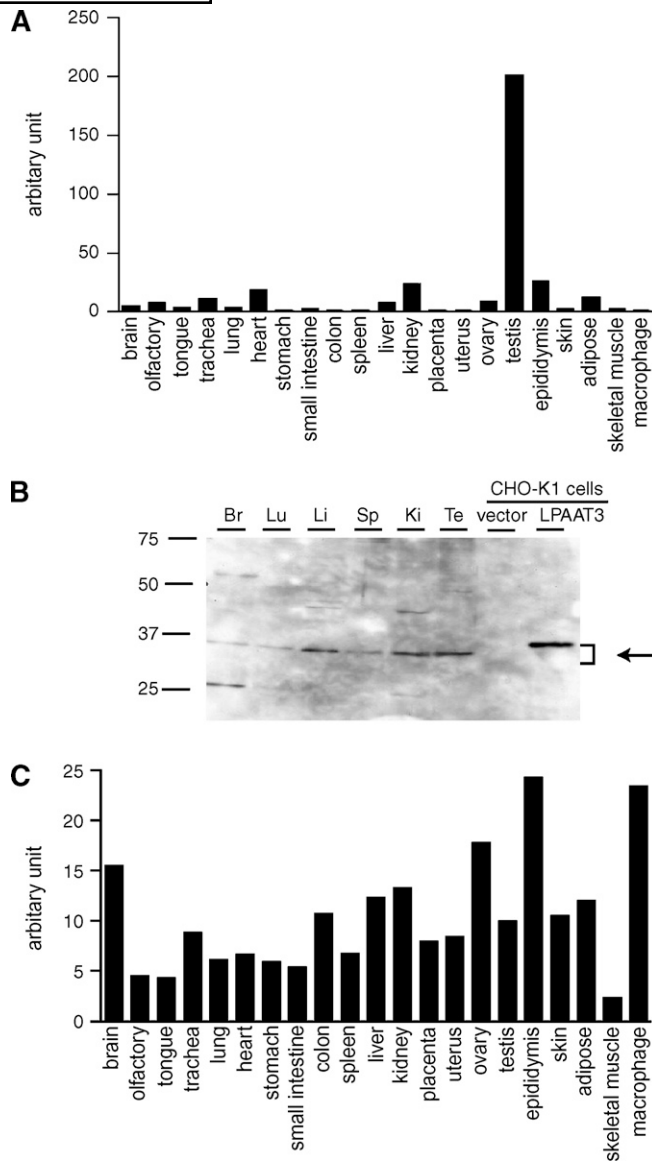 A
250
200
150
100
50
0
arbitary unit
brain
olfactory
tongue
trachea
lung
heart
stomach
small intestine
colon
spleen
liver
kidney
placenta
uterus
ovary
testis
epididymis
skin
adipose
skeletal muscle
macrophage
B
CHO-K1 cells
Br Lu Li Sp Ki Te vector LPAAT3
75
50
37
25
C
25
20
15
10
5
0
arbitary unit
brain
olfactory
tongue
trachea
lung
heart
stomach
small intestine
colon
spleen
liver
kidney
placenta
uterus
ovary
testis
epididymis
skin
adipose
skeletal muscle
macrophage